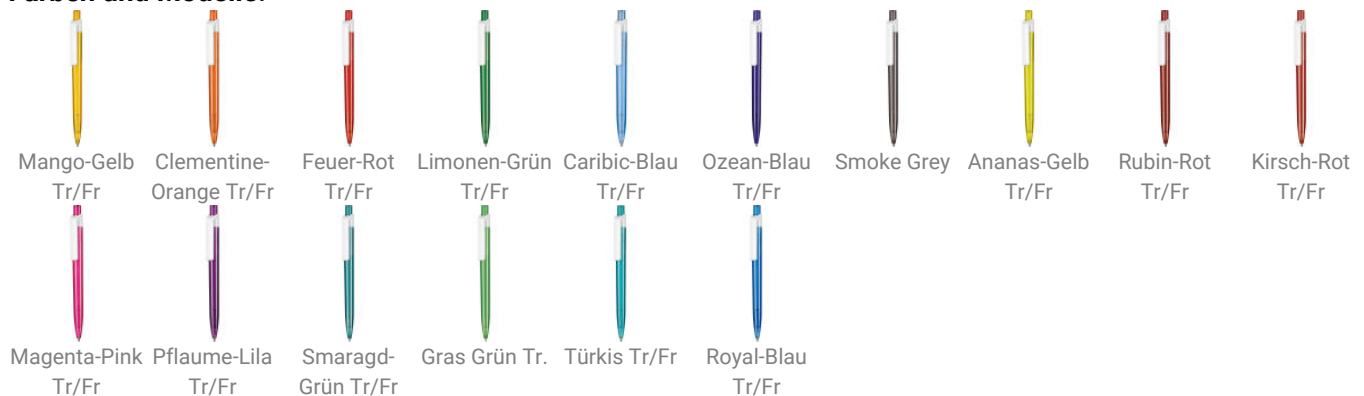 Farben und Modelle:
Mango-Gelb Tr/Fr
Clementine-Orange Tr/Fr
Feuer-Rot Tr/Fr
Limonen-Grün Tr/Fr
Caribic-Blau Tr/Fr
Ozean-Blau Tr/Fr
Smoke Grey
Ananas-Gelb Tr/Fr
Rubin-Rot Tr/Fr
Kirsch-Rot Tr/Fr
Magenta-Pink Tr/Fr
Pflaume-Lila Tr/Fr
Smaragd-Grün Tr/Fr
Gras Grün Tr.
Türkis Tr/Fr
Royal-Blau Tr/Fr